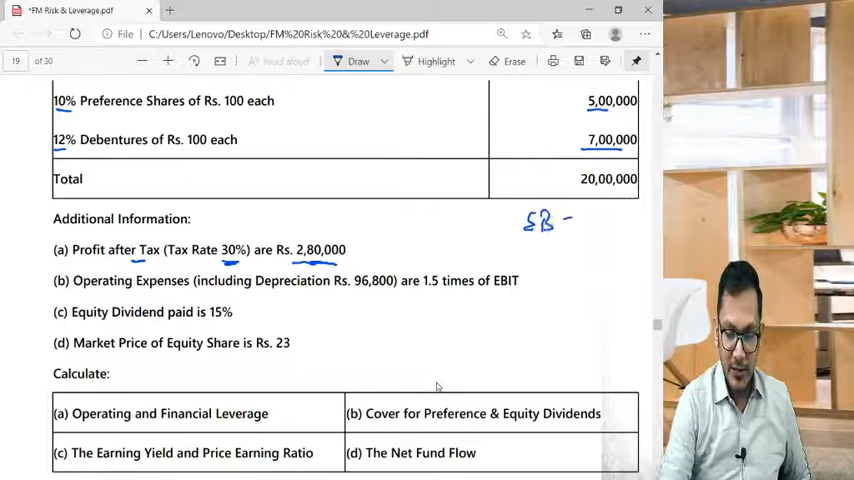 *FM Risk & Leverage.pdf
File
C:/Users/Lenovo/Desktop/FM%20Risk%20&%20Leverage.pdf
19 of 30
Read aloud
Draw
Highlight
Erase
10% Preference Shares of Rs. 100 each 5,00,000
12% Debentures of Rs. 100 each 7,00,000
Total 20,00,000
Additional Information:
(a) Profit after Tax (Tax Rate 30%) are Rs. 2,80,000
(b) Operating Expenses (including Depreciation Rs. 96,800) are 1.5 times of EBIT
(c) Equity Dividend paid is 15%
(d) Market Price of Equity Share is Rs. 23
Calculate:
(a) Operating and Financial Leverage
(b) Cover for Preference & Equity Dividends
(c) The Earning Yield and Price Earning Ratio
(d) The Net Fund Flow